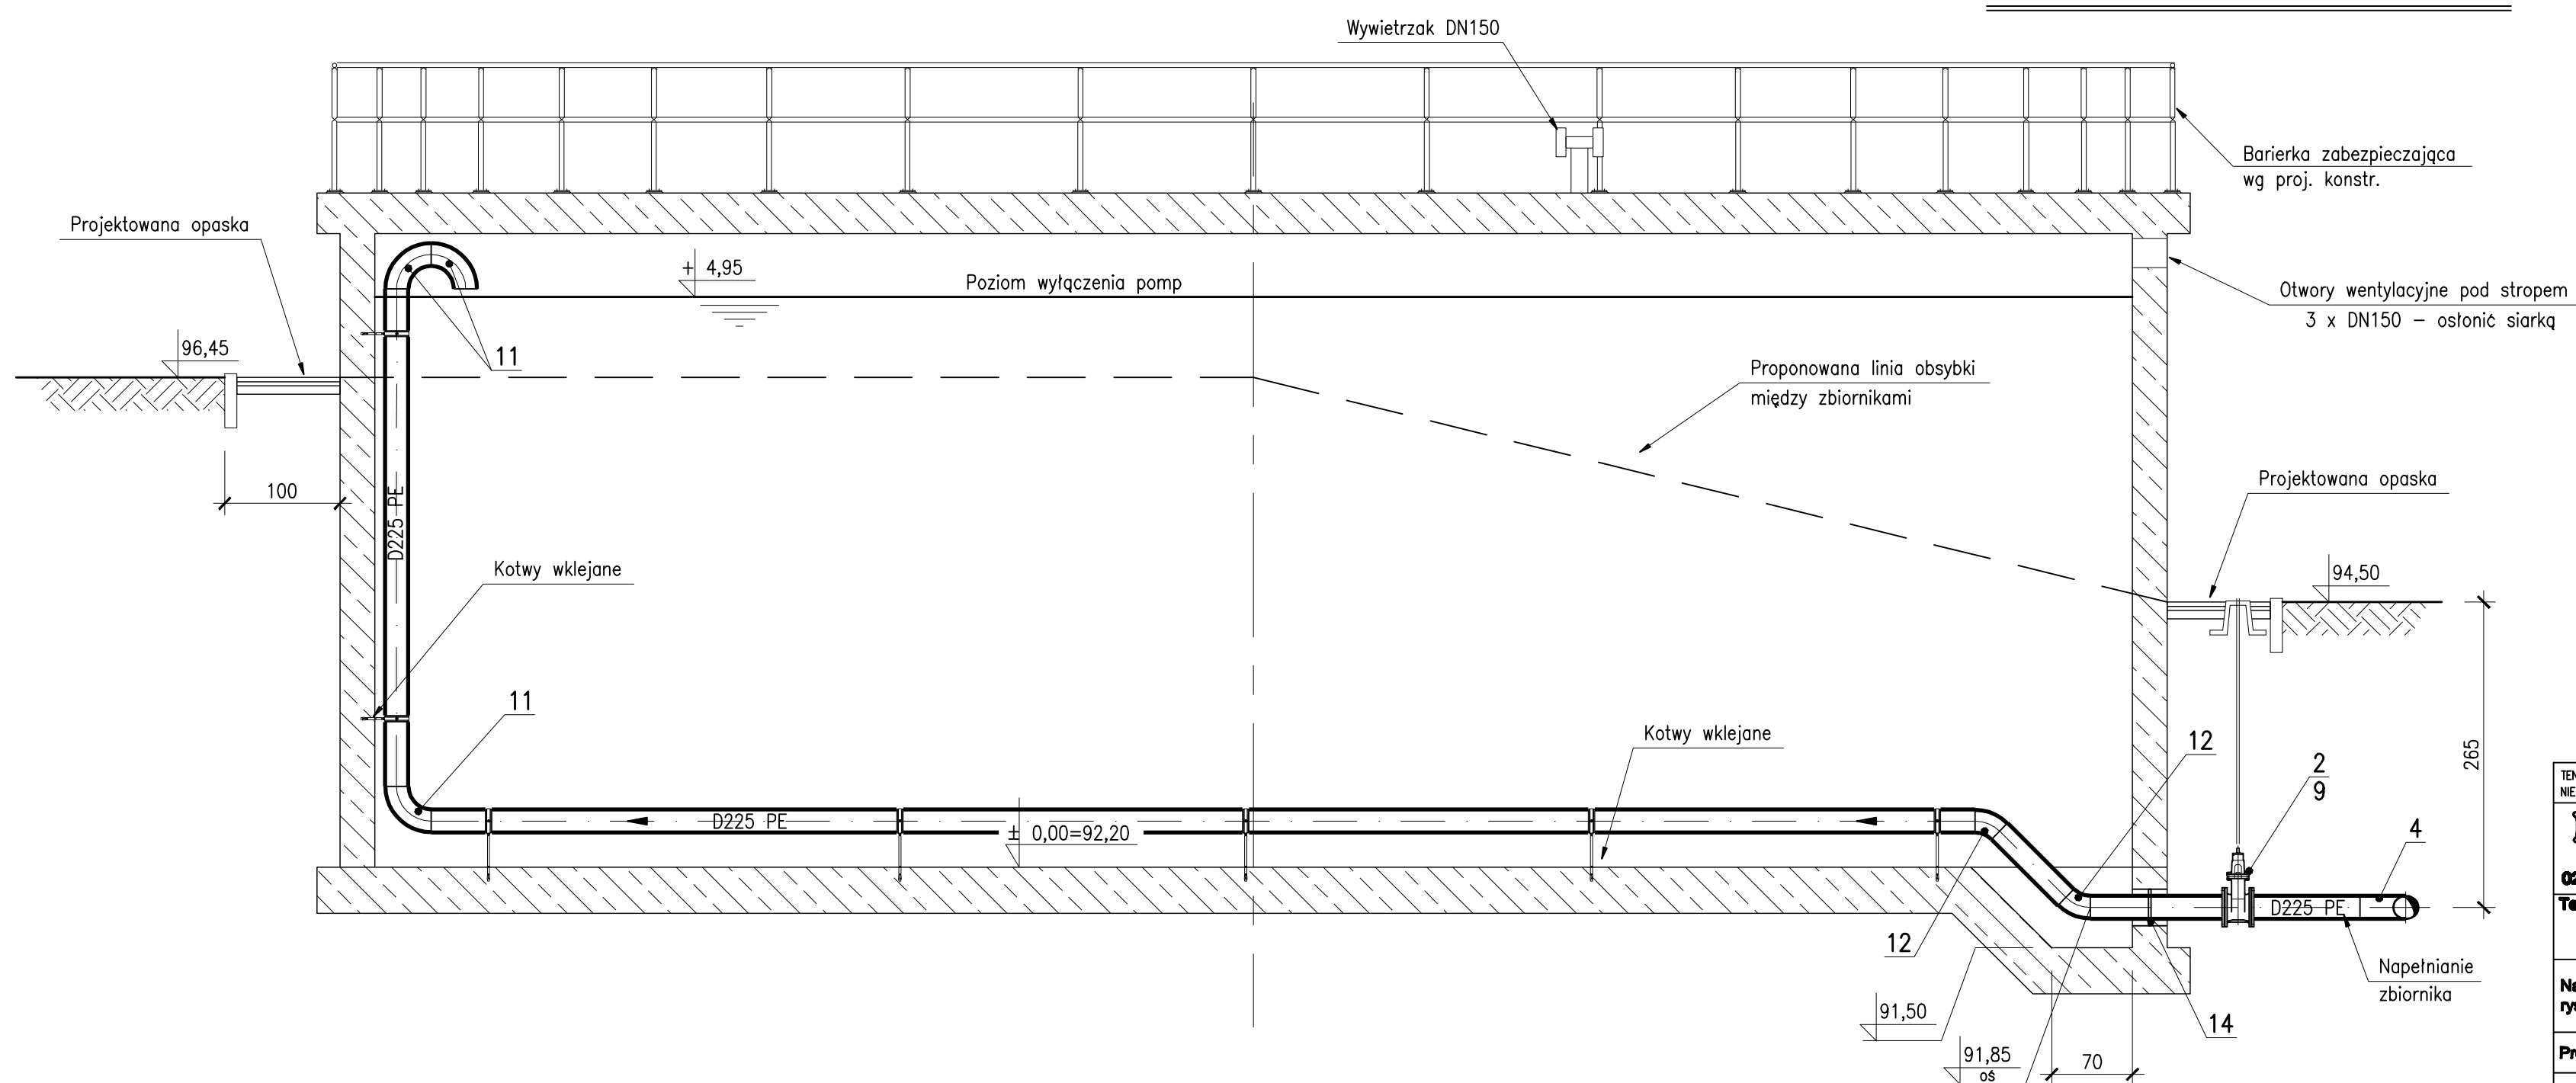 Wywietrzak DN150
Barierka zabezpieczająca
wg proj. konstr.
Projektowana opaska
+ 4,95
Poziom wyłączenia pomp
Otwory wentylacyjne pod stropem
3 x DN150 – osłonić siarką
96,45
11
Proponowana linia obsybki
między zbiornikami
100
D225 PE
Projektowana opaska
Kotwy wklejane
94,50
11
Kotwy wklejane
12
265
2
9
D225 PE
± 0,00=92,20
4
D225 PE
12
Napełnianie
zbiornika
91,50
14
91,85
oś
70